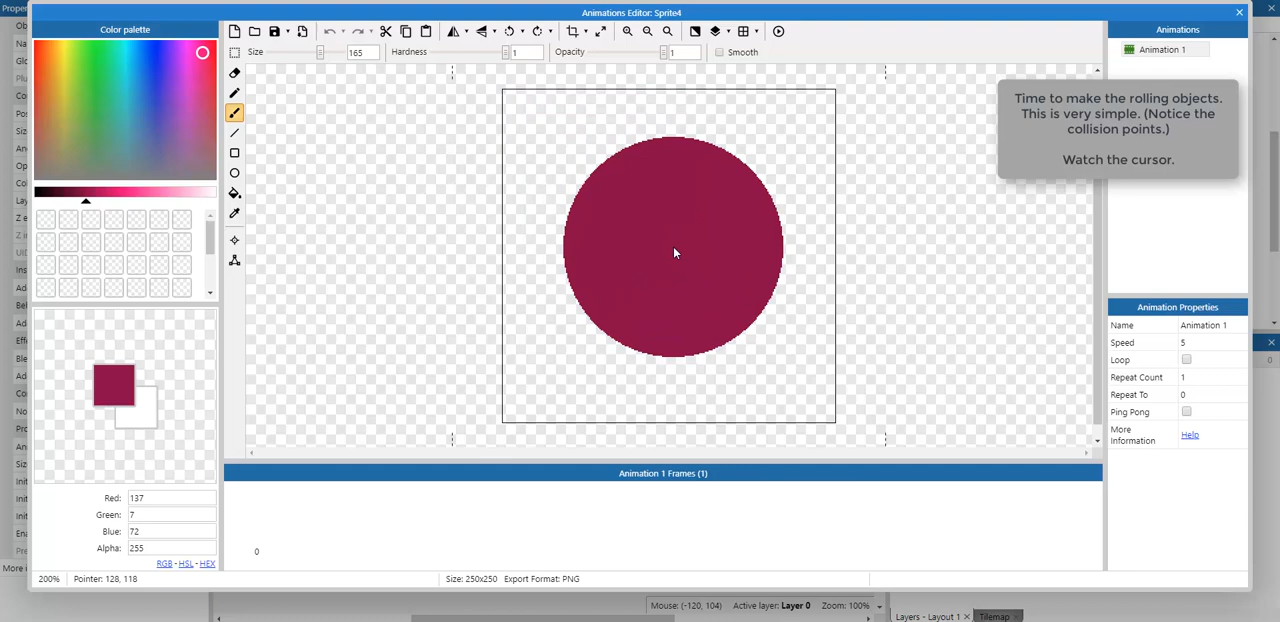 Animations Editor: Sprite4
Color palette
Size
165
Hardness
1
Opacity
1
Smooth
Animations
Animation 1
Time to make the rolling objects.
This is very simple. (Notice the
collision points.)
Watch the cursor.
Animation Properties
Name
Animation 1
Speed
5
Loop
Repeat Count
1
Repeat To
0
Ping Pong
More
Information
Help
Red:
137
Green:
7
Blue:
72
Alpha:
255
RGB - HSL - HEX
Animation 1 Frames (1)
0
200%
Pointer: 128, 118
Size: 250x250
Export Format: PNG
Mouse: (-120, 104)
Active layer: Layer 0
Zoom: 100%
Layers - Layout 1
Tilemap